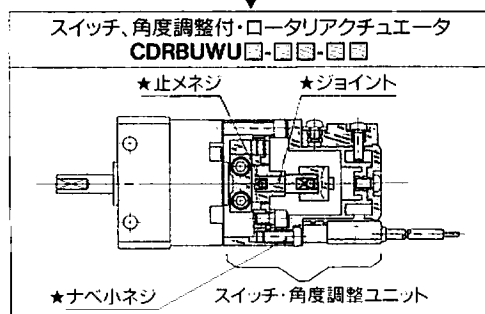 スイッチ、角度調整付・ロータリアクチュエータ
CDRBUWU□-□□-□□
★止メネジ
★ジョイント
★ナベ小ネジ
スイッチ・角度調整ユニット